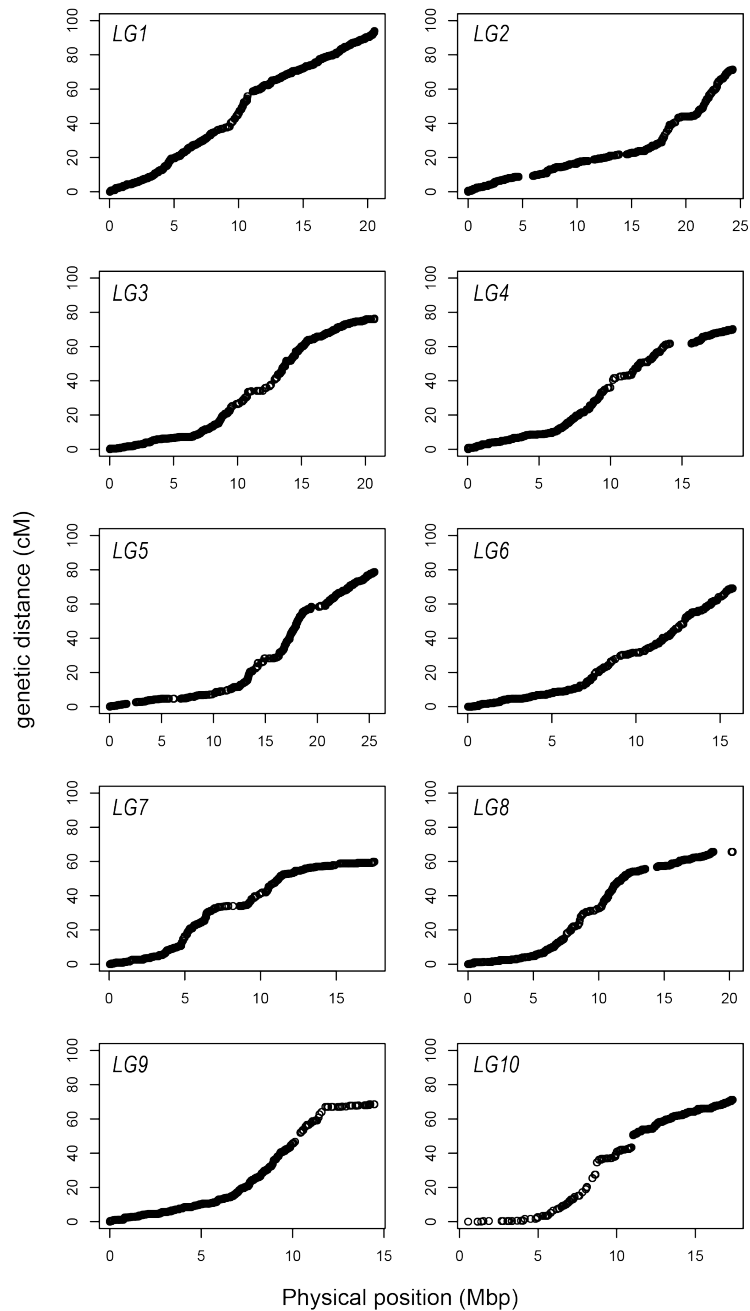 LG1
LG2
0 20 40 60 80 100
0 20 40 60 80 100
0 5 10 15 20
0 5 10 15 20 25
LG3
LG4
0 20 40 60 80 100
0 20 40 60 80 100
0 5 10 15 20
0 5 10 15
LG5
LG6
0 20 40 60 80 100
0 20 40 60 80 100
0 5 10 15 20 25
0 5 10 15
LG7
LG8
0 20 40 60 80 100
0 20 40 60 80 100
0 5 10 15
0 5 10 15 20
LG9
LG10
0 20 40 60 80 100
0 20 40 60 80 100
0 5 10 15
0 5 10 15
genetic distance (cM)
Physical position (Mbp)